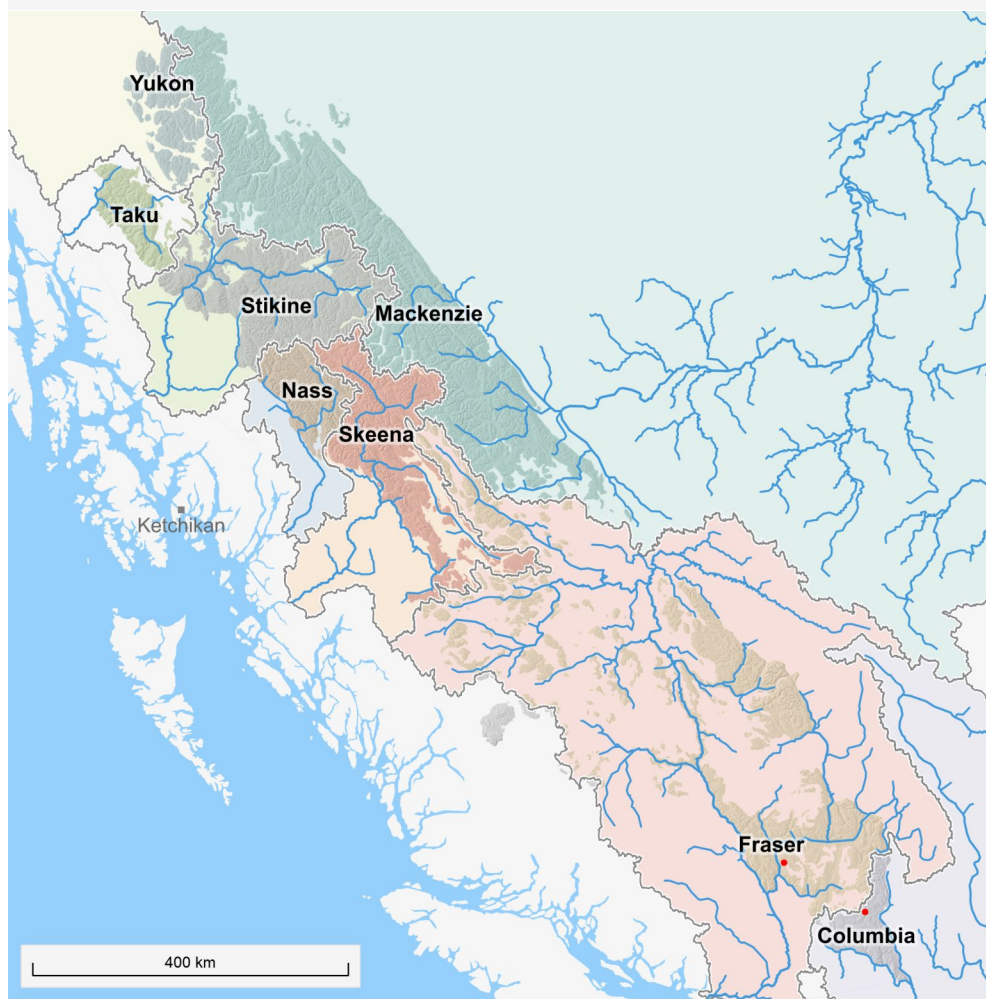 Yukon
Taku
Stikine
Mackenzie
Nass
Skeena
Ketchikan
Fraser
Columbia
400 km